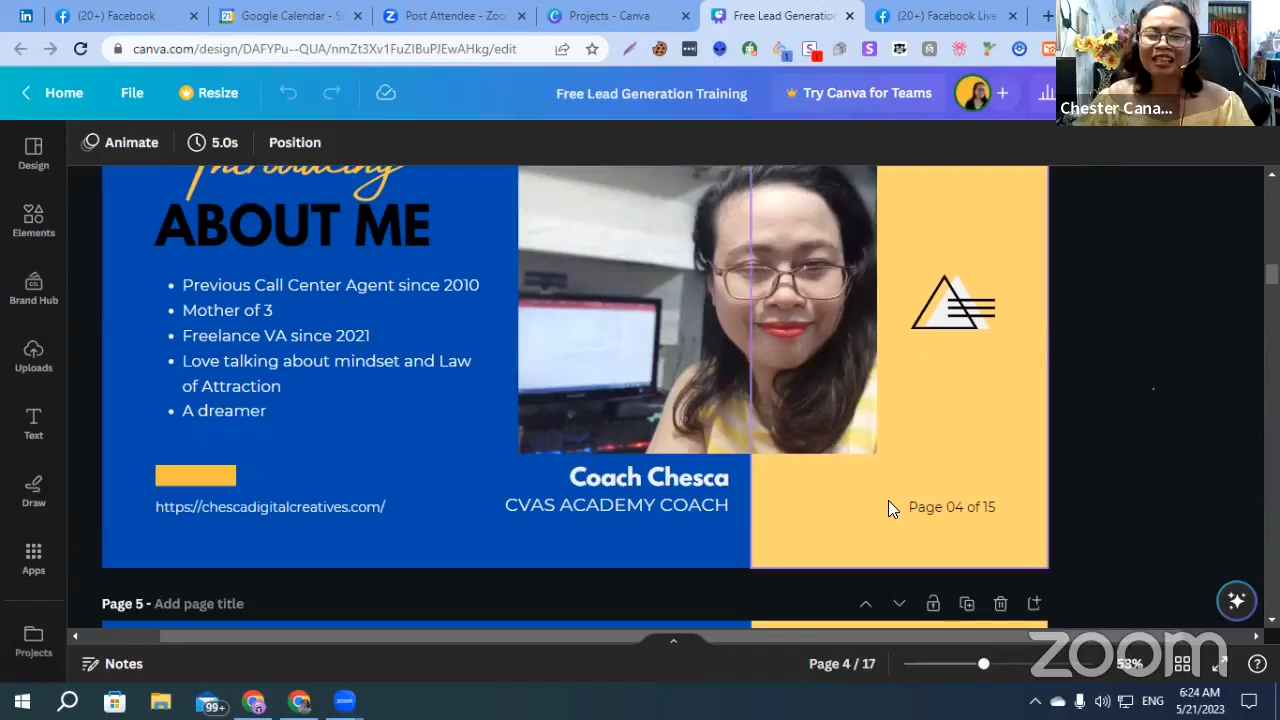 (20+) Facebook
Google Calendar - S
Post Attendee - Zoo
Projects - Canva
Free Lead Generation
(20+) Facebook Live
canva.com/design/DAFYPu--QUA/nmZt3Xv1FuZIBuPJEwAHkg/edit
Home
File
Resize
Free Lead Generation Training
Try Canva for Teams
Chester Cana...
Animate
5.0s
Position
Design
Elements
Brand Hub
Uploads
Text
Draw
Apps
Projects
Introducing
ABOUT ME
• Previous Call Center Agent since 2010
• Mother of 3
• Freelance VA since 2021
• Love talking about mindset and Law
of Attraction
• A dreamer
https://chescadigitalcreatives.com/
Coach Chesca
CVAS ACADEMY COACH
Page 04 of 15
Page 5 - Add page title
Notes
Page 4 / 17
53%
zoom
99+
ENG
6:24 AM
5/21/2023